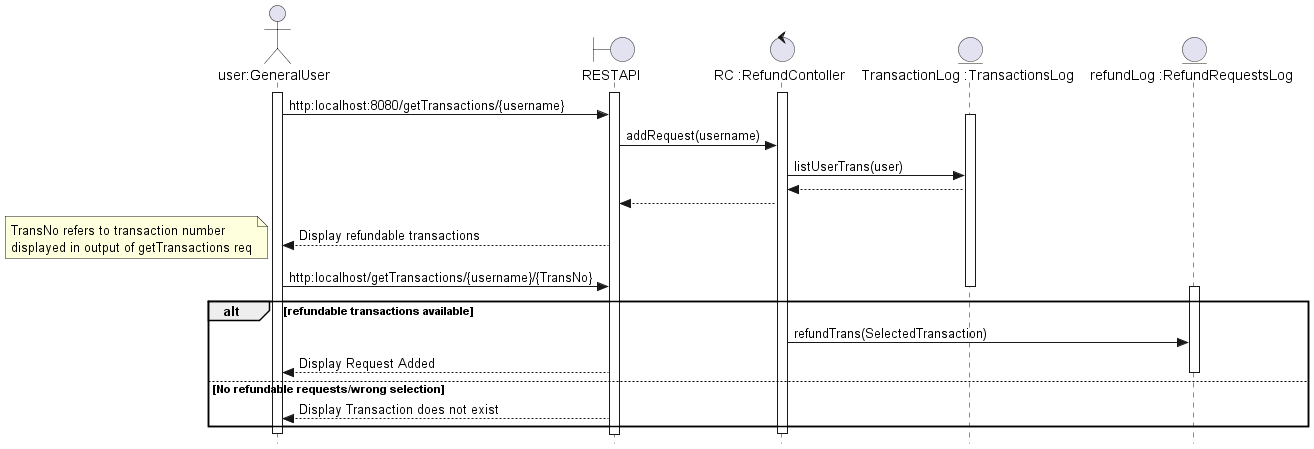 user:GeneralUser
RESTAPI
RC :RefundContoller
TransactionLog :TransactionsLog
refundLog :RefundRequestsLog
http:localhost:8080/getTransactions/{username}
addRequest(username)
listUserTrans(user)
TransNo refers to transaction number
displayed in output of getTransactions req
Display refundable transactions
http:localhost/getTransactions/{username}/{TransNo}
alt
[refundable transactions available]
refundTrans(SelectedTransaction)
Display Request Added
[No refundable requests/wrong selection]
Display Transaction does not exist